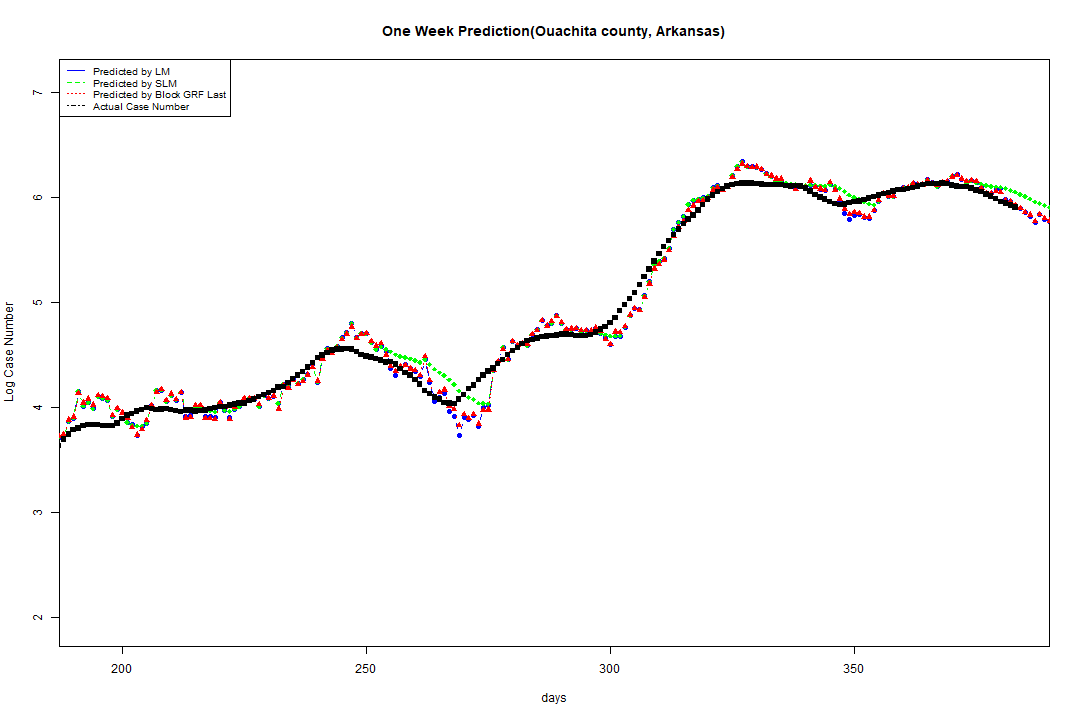 One Week Prediction(Ouachita county, Arkansas)
Predicted by LM
Predicted by SLM
Predicted by Block GRF Last
Actual Case Number
7
6
5
4
3
2
Log Case Number
200 250 300 350
days